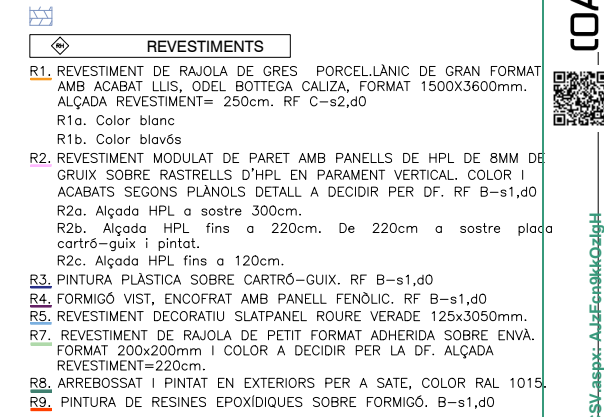 RH REVESTIMENTS
R1. REVESTIMENT DE RAJOLA DE GRES PORCEL.LÀNIC DE GRAN FORMAT
AMB ACABAT LLIS, ODEL BOTTEGA CALIZA, FORMAT 1500X3600mm.
ALÇADA REVESTIMENT= 250cm. RF C-s2,d0
R1a. Color blanc
R1b. Color blavós
R2. REVESTIMENT MODULAT DE PARET AMB PANELLS DE HPL DE 8MM DE
GRUIX SOBRE RASTRELLS D'HPL EN PARAMENT VERTICAL. COLOR I
ACABATS SEGONS PLÀNOLS DETALL A DECIDIR PER DF. RF B-s1,d0
R2a. Alçada HPL a sostre 300cm.
R2b. Alçada HPL fins a 220cm. De 220cm a sostre placa
cartró-guix i pintat.
R2c. Alçada HPL fins a 120cm.
R3. PINTURA PLÀSTICA SOBRE CARTRÓ-GUIX. RF B-s1,d0
R4. FORMIGÓ VIST, ENCOFRAT AMB PANELL FENÒLIC. RF B-s1,d0
R5. REVESTIMENT DECORATIU SLATPANEL ROURE VERADE 125x3050mm.
R7. REVESTIMENT DE RAJOLA DE PETIT FORMAT ADHERIDA SOBRE ENVÀ.
FORMAT 200x200mm I COLOR A DECIDIR PER LA DF. ALÇADA
REVESTIMENT=220cm.
R8. ARREBOSSAT I PINTAT EN EXTERIORS PER A SATE, COLOR RAL 1015.
R9. PINTURA DE RESINES EPOXÍDIQUES SOBRE FORMIGÓ. B-s1,d0
SV.aspx: AJzFcn9kkOzIgH